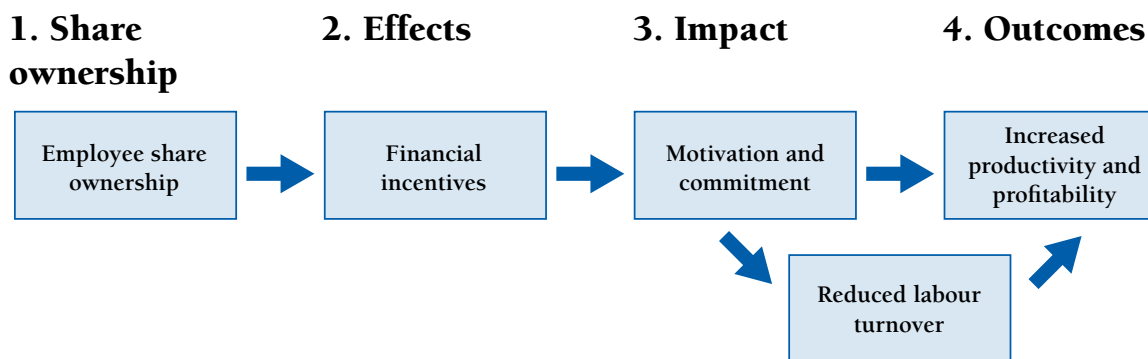 1. Share
ownership
2. Effects
3. Impact
4. Outcomes
Employee share
ownership
Financial
incentives
Motivation and
commitment
Increased
productivity and
profitability
Reduced labour
turnover